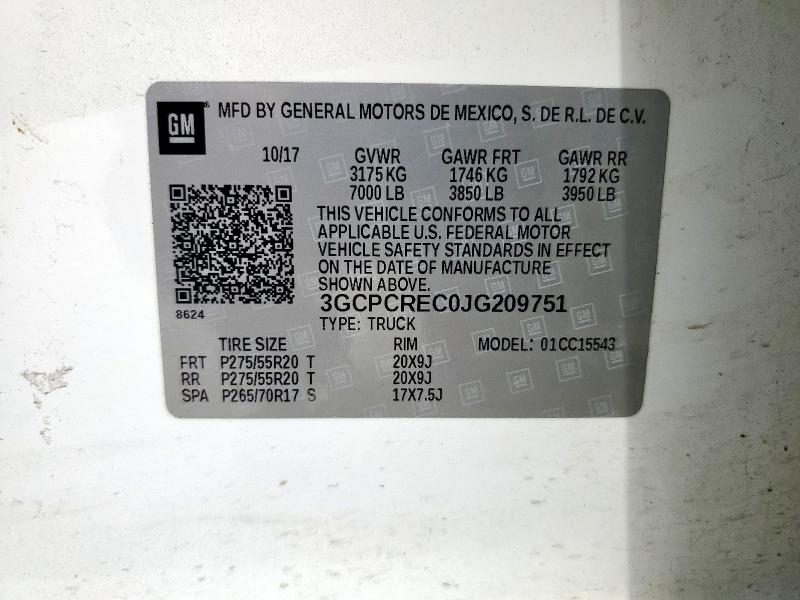 GM MFD BY GENERAL MOTORS DE MEXICO, S. DE R.L. DE C.V.
10/17 GVWR GAWR FRT GAWR RR
3175 KG 1746 KG 1792 KG
7000 LB 3850 LB 3950 LB
THIS VEHICLE CONFORMS TO ALL
APPLICABLE U.S. FEDERAL MOTOR
VEHICLE SAFETY STANDARDS IN EFFECT
ON THE DATE OF MANUFACTURE
SHOWN ABOVE.
8624 3GCPCREC0JG209751
TYPE: TRUCK
TIRE SIZE RIM MODEL: 01CC15543
FRT P275/55R20 T 20X9J
RR P275/55R20 T 20X9J
SPA P265/70R17 S 17X7.5J